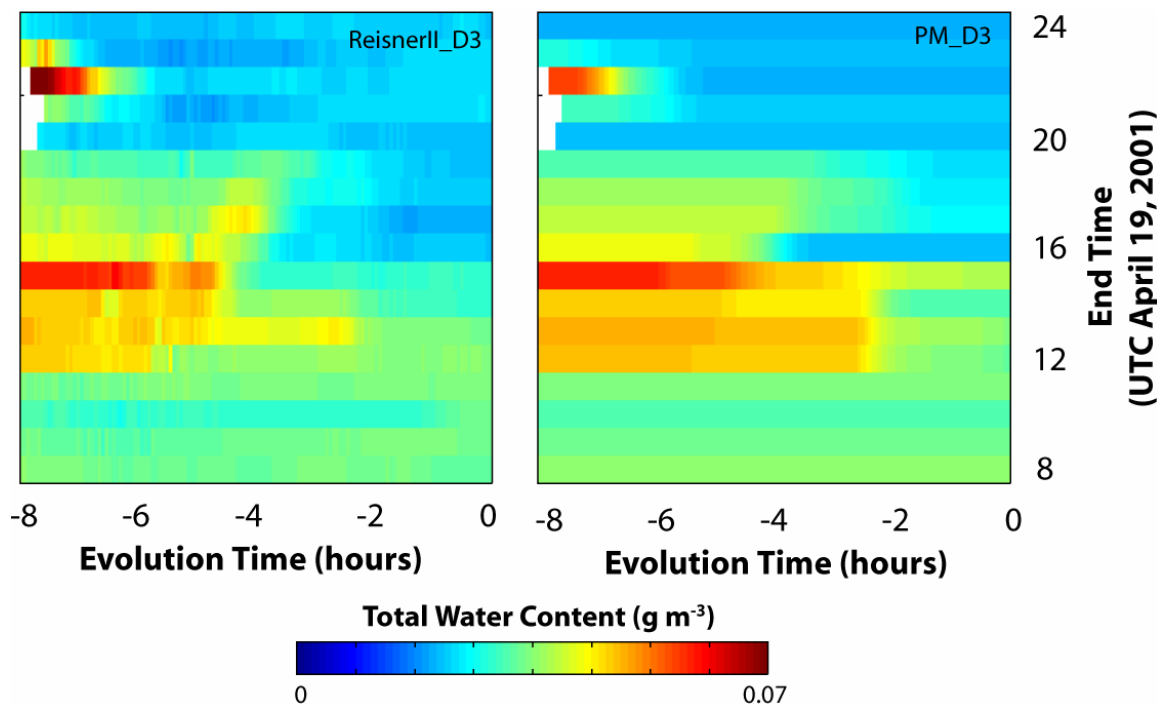 ReisnerII_D3
PM_D3
24
20
16
12
8
End Time
(UTC April 19, 2001)
-8 -6 -4 -2 0
-8 -6 -4 -2 0
Evolution Time (hours)
Evolution Time (hours)
Total Water Content (g m⁻³)
0 0.07